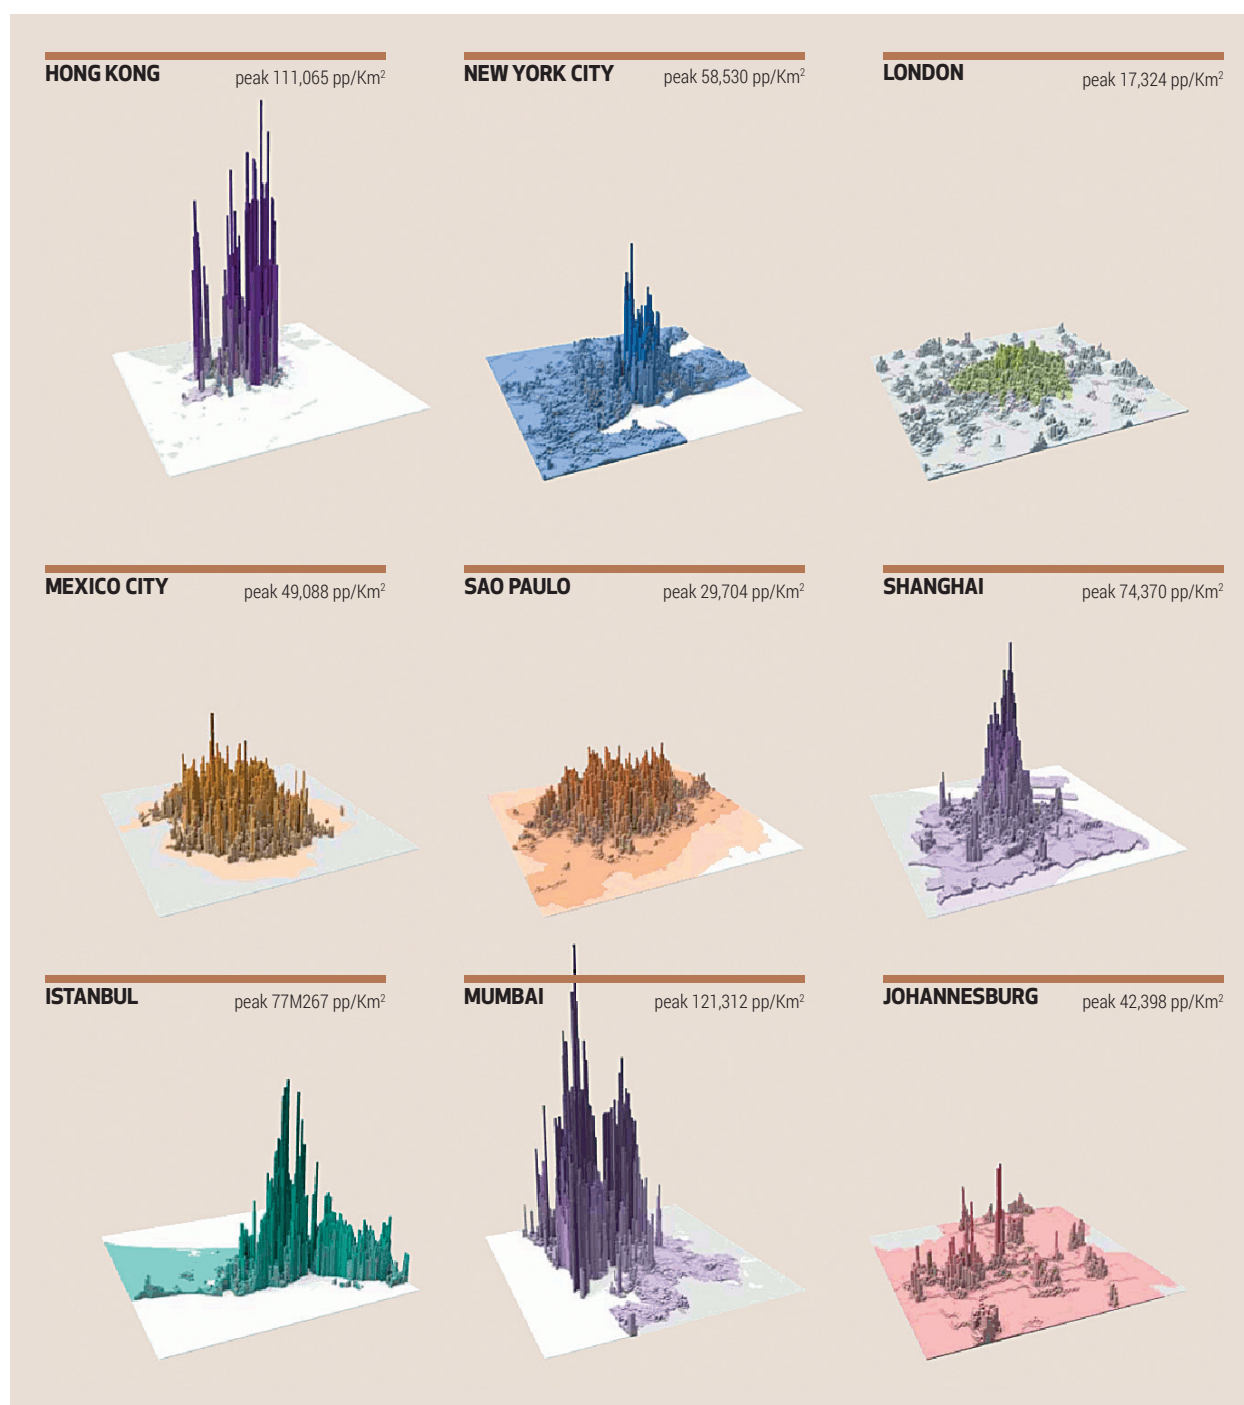 HONG KONG peak 111,065 pp/Km²
NEW YORK CITY peak 58,530 pp/Km²
LONDON peak 17,324 pp/Km²
MEXICO CITY peak 49,088 pp/Km²
SAO PAULO peak 29,704 pp/Km²
SHANGHAI peak 74,370 pp/Km²
ISTANBUL peak 77M267 pp/Km²
MUMBAI peak 121,312 pp/Km²
JOHANNESBURG peak 42,398 pp/Km²